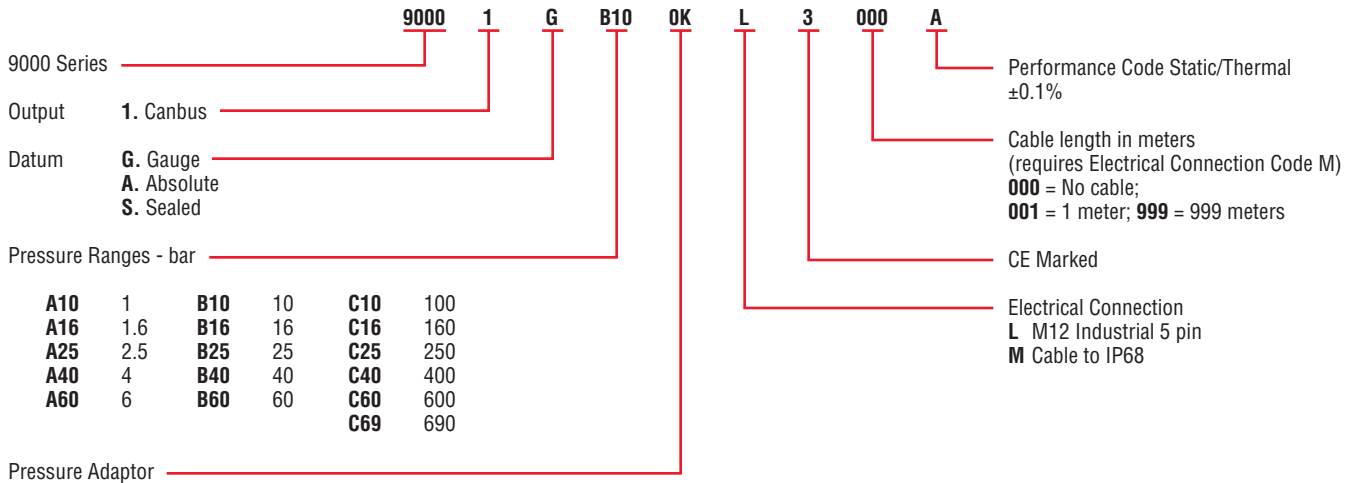 9000 1 G B10 0K L 3 000 A
9000 Series
Output 1. Canbus
Datum G. Gauge
A. Absolute
S. Sealed
Pressure Ranges - bar
A10 1 B10 10 C10 100
A16 1.6 B16 16 C16 160
A25 2.5 B25 25 C25 250
A40 4 B40 40 C40 400
A60 6 B60 60 C60 600
C69 690
Pressure Adaptor
Performance Code Static/Thermal
±0.1%
Cable length in meters
(requires Electrical Connection Code M)
000 = No cable;
001 = 1 meter; 999 = 999 meters
CE Marked
Electrical Connection
L M12 Industrial 5 pin
M Cable to IP68